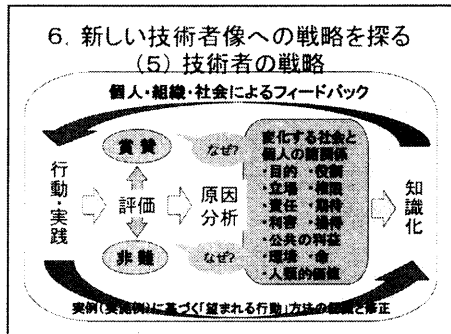 6. 新しい技術者像への戦略を探る
(5) 技術者の戦略
個人・組織・社会によるフィードバック
行動・実践
賞賛
評価
非難
なぜ?
原因
分析
なぜ?
変化する社会と
個人の諸関係
・目的 ・役割
・立場 ・権限
・責任 ・期待
・利害 ・損得
・公共の利益
・環境 ・命
・人類的価値
知識化
実例(実施例)に基づく「望まれる行動」方法の認識と修正